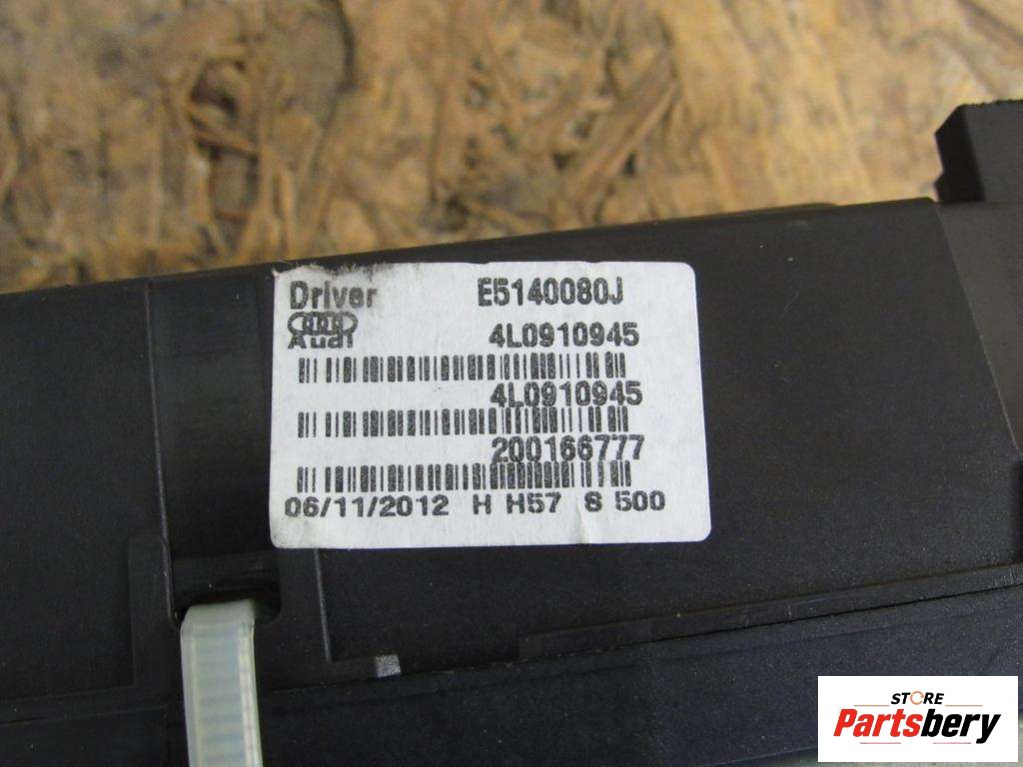 Driver E5140080J
Audi 4L0910945
4L0910945
200166777
06/11/2012 H H57 S 500
STORE
Partsbery